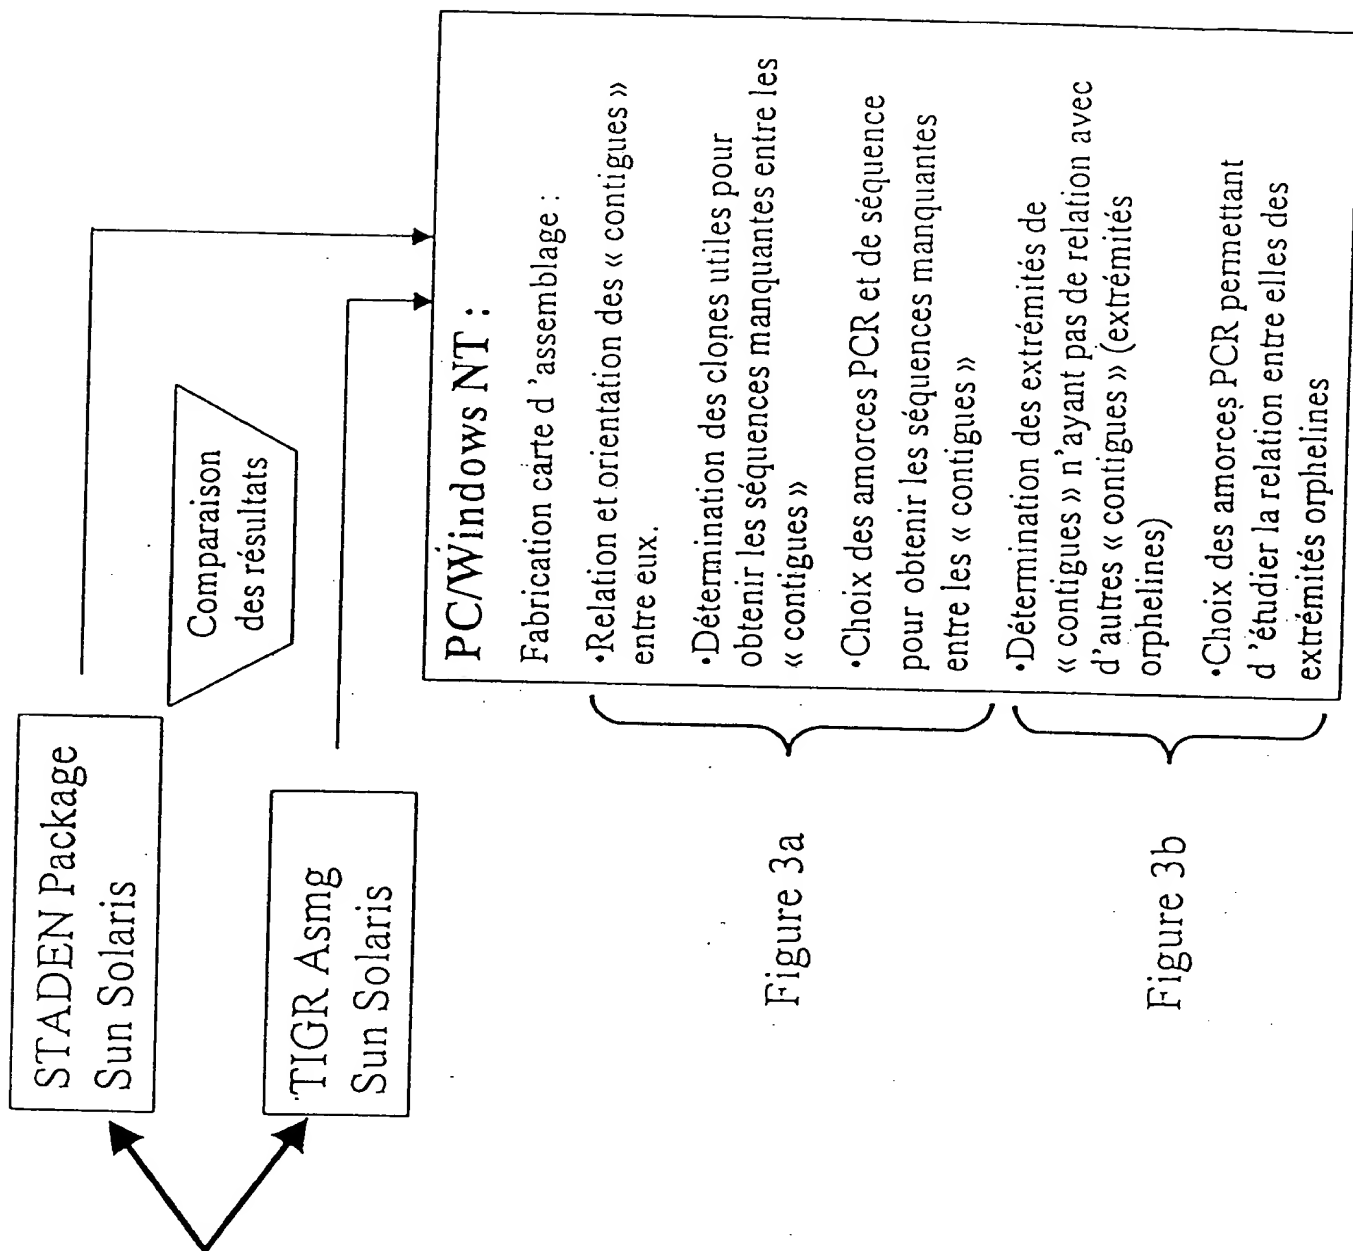 STADEN Package
Sun Solaris
Comparaison
des résultats
TIGR Asmg
Sun Solaris
PC/Windows NT :
Fabrication carte d 'assemblage :
•Relation et orientation des « contigues »
entre eux.
•Détermination des clones utiles pour
obtenir les séquences manquantes entre les
« contigues »
•Choix des amorces PCR et de séquence
pour obtenir les séquences manquantes
entre les « contigues »
•Détermination des extrémités de
« contigues » n'ayant pas de relation avec
d'autres « contigues » (extrémités
orphelines)
•Choix des amorces PCR permettant
d 'étudier la relation entre elles des
extrémités orphelines
Figure 3a
Figure 3b